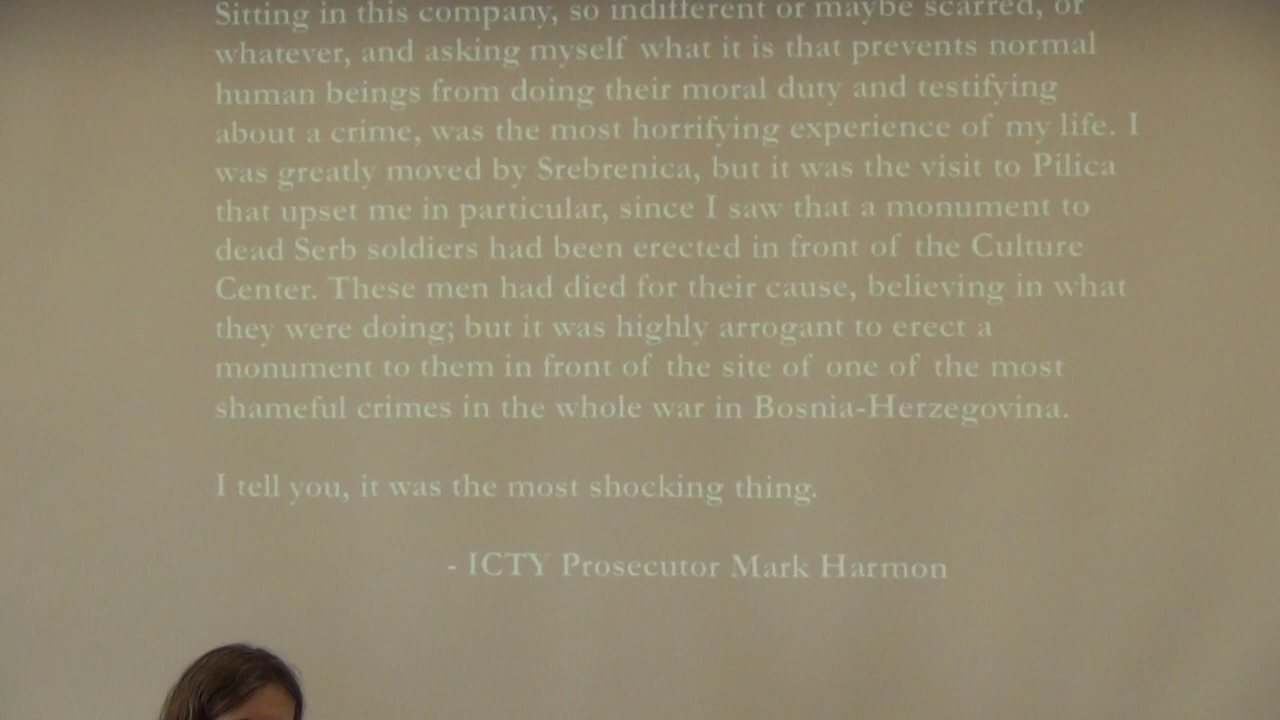 Sitting in this company, so indifferent or maybe scarred, or
whatever, and asking myself what it is that prevents normal
human beings from doing their moral duty and testifying
about a crime, was the most horrifying experience of my life. I
was greatly moved by Srebrenica, but it was the visit to Pilica
that upset me in particular, since I saw that a monument to
dead Serb soldiers had been erected in front of the Culture
Center. These men had died for their cause, believing in what
they were doing; but it was highly arrogant to erect a
monument to them in front of the site of one of the most
shameful crimes in the whole war in Bosnia-Herzegovina.
I tell you, it was the most shocking thing.
- ICTY Prosecutor Mark Harmon